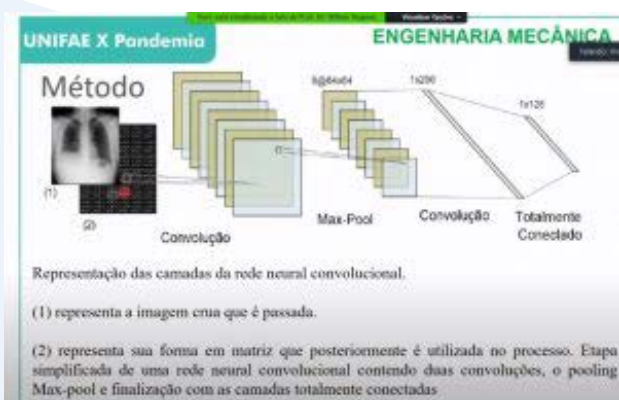 Visualizar Opções
UNIFAE X Pandemia
ENGENHARIA MECÂNICA
Método
1x128
(1)
(2)
Convolução
Max-Pool
Convolução
Totalmente
Conectado
Representação das camadas da rede neural convolucional.
(1) representa a imagem crua que é passada.
(2) representa sua forma em matriz que posteriormente é utilizada no processo. Etapa
simplificada de uma rede neural convolucional contendo duas convoluções, o pooling
Max-pool e finalização com as camadas totalmente conectadas